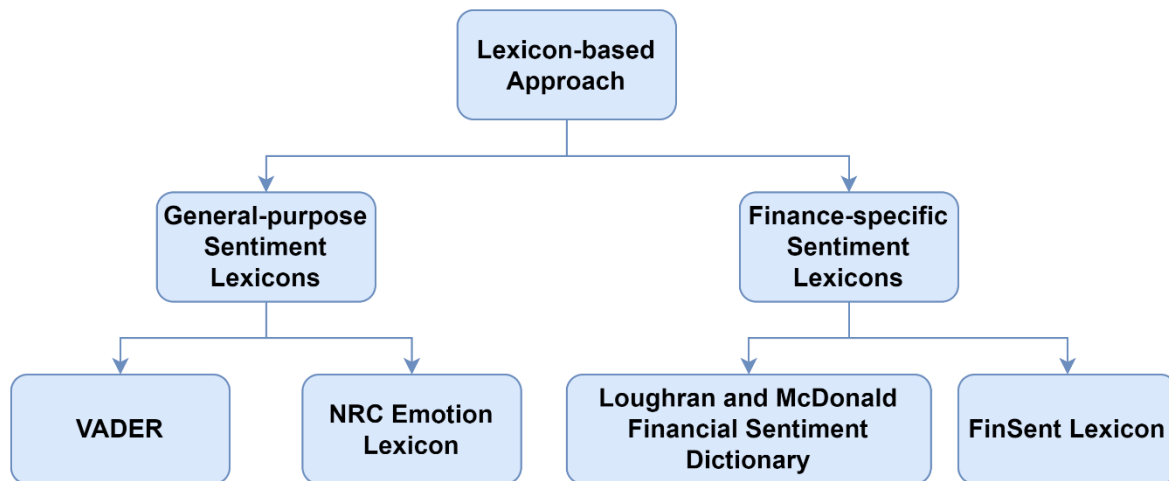 Lexicon-based
Approach
General-purpose
Sentiment
Lexicons
Finance-specific
Sentiment
Lexicons
VADER
NRC Emotion
Lexicon
Loughran and McDonald
Financial Sentiment
Dictionary
FinSent Lexicon